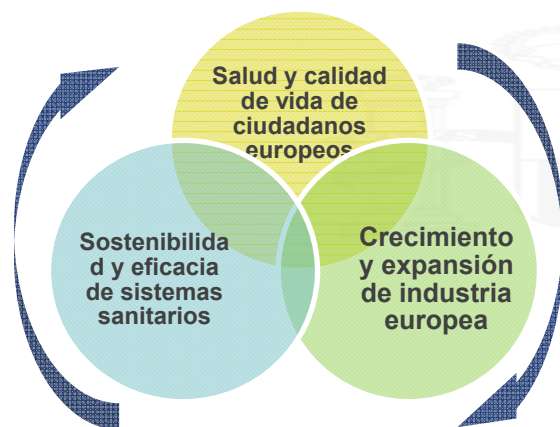 Salud y calidad
de vida de
ciudadanos
europeos
Sostenibilida
d y eficacia
de sistemas
sanitarios
Crecimiento
y expansión
de industria
europea